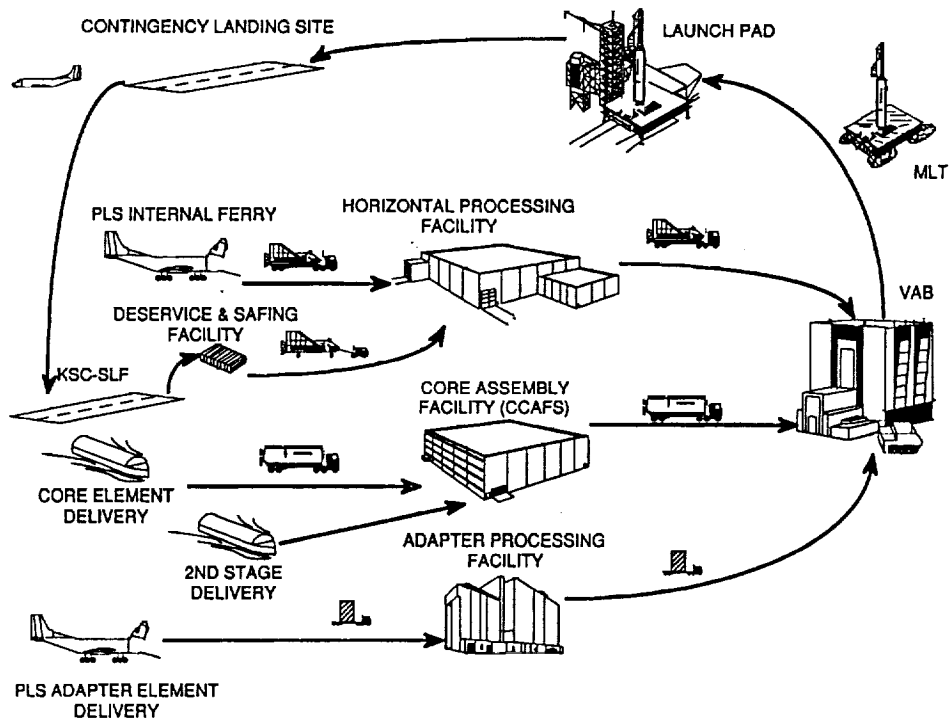 CONTINGENCY LANDING SITE
LAUNCH PAD
MLT
PLS INTERNAL FERRY
HORIZONTAL PROCESSING
FACILITY
VAB
DESERVICE & SAFING
FACILITY
KSC-SLF
CORE ASSEMBLY
FACILITY (CCAFS)
CORE ELEMENT
DELIVERY
2ND STAGE
DELIVERY
ADAPTER PROCESSING
FACILITY
PLS ADAPTER ELEMENT
DELIVERY